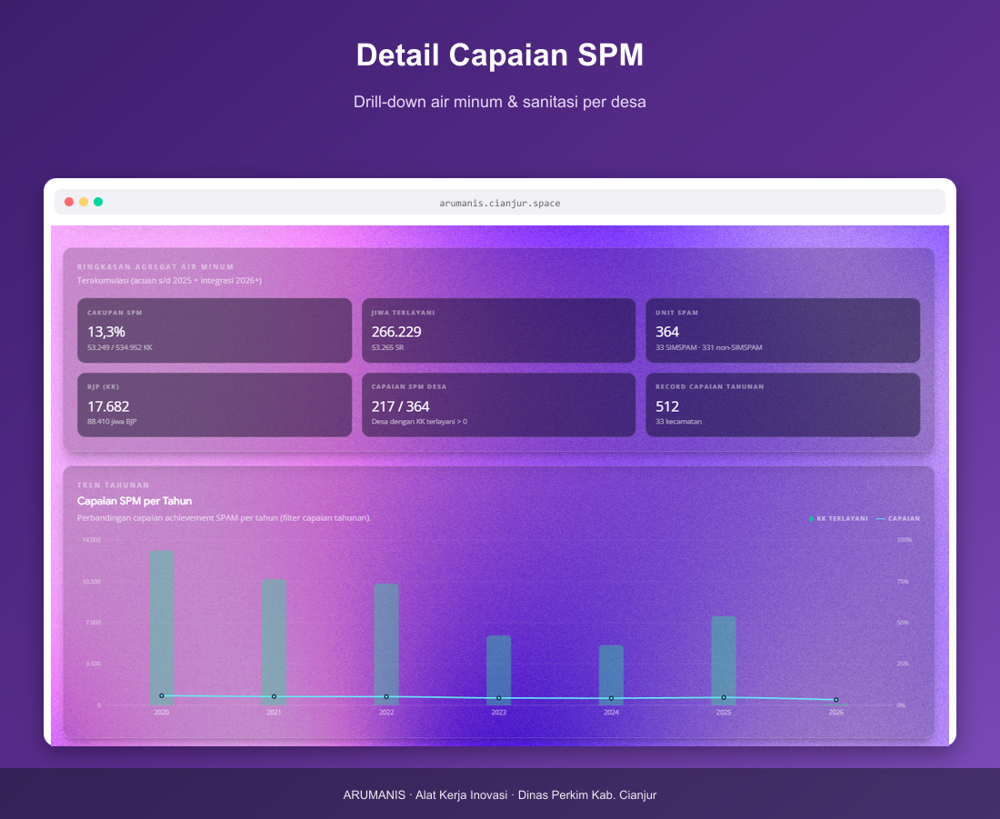 Detail Capaian SPM
Drill-down air minum & sanitasi per desa
arumanis.cianjur.space
RINGKASAN AGREGAT AIR MINUM
Terakumulasi (acuan s/d 2025 + integrasi 2026+)
CAKUPAN SPM
13,3%
53.249 / 534.952 KK
JIWA TERLAYANI
266.229
53.265 SR
UNIT SPAM
364
33 SIMSPAM · 331 non-SIMSPAM
BJP (KK)
17.682
88.410 jiwa BJP
CAPAIAN SPM DESA
217 / 364
Desa dengan KK terlayani > 0
RECORD CAPAIAN TAHUNAN
512
33 kecamatan
TREN TAHUNAN
Capaian SPM per Tahun
Perbandingan capaian achievement SPAM per tahun (filter capaian tahunan).
KK TERLAYANI CAPAIAN
14.000 100%
10.500 75%
7.000 50%
3.500 25%
0 0%
2020 2021 2022 2023 2024 2025 2026
ARUMANIS · Alat Kerja Inovasi · Dinas Perkim Kab. Cianjur